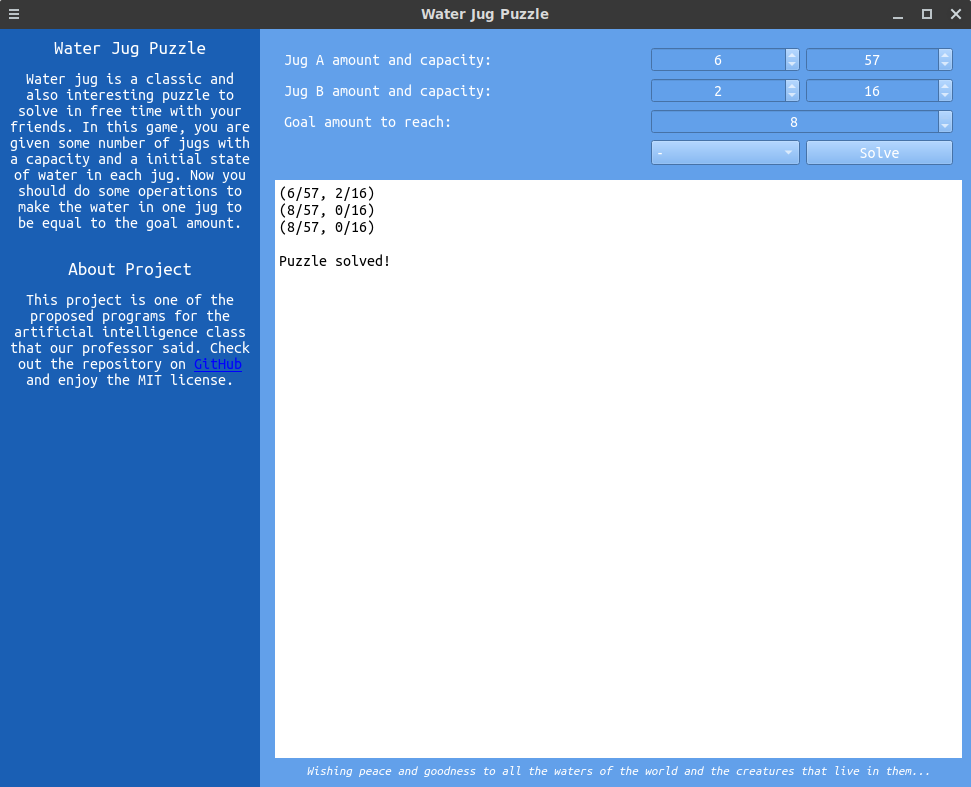 Water Jug Puzzle
Water Jug Puzzle
Water jug is a classic and
also interesting puzzle to
solve in free time with your
friends. In this game, you are
given some number of jugs with
a capacity and a initial state
of water in each jug. Now you
should do some operations to
make the water in one jug to
be equal to the goal amount.
About Project
This project is one of the
proposed programs for the
artificial intelligence class
that our professor said. Check
out the repository on GitHub
and enjoy the MIT license.
Jug A amount and capacity: 6 57
Jug B amount and capacity: 2 16
Goal amount to reach: 8
- Solve
(6/57, 2/16)
(8/57, 0/16)
(8/57, 0/16)
Puzzle solved!
Wishing peace and goodness to all the waters of the world and the creatures that live in them...